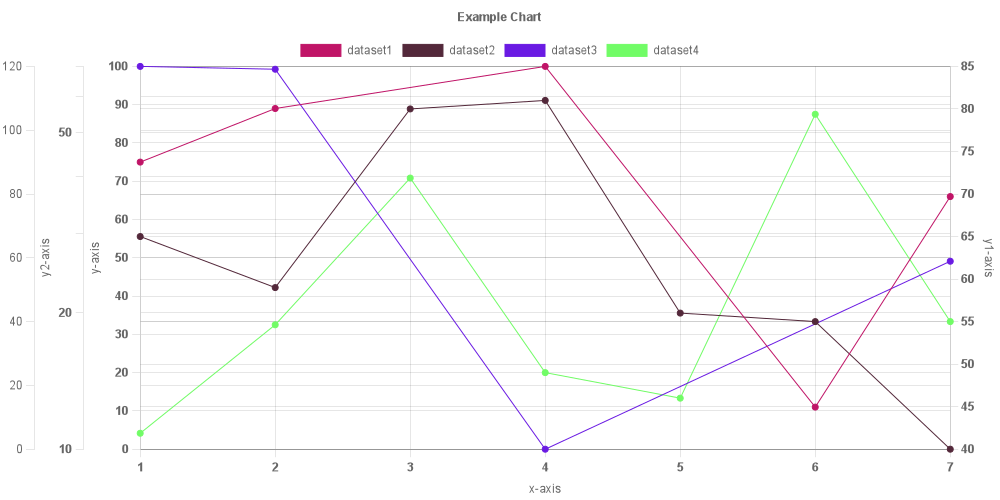 Example Chart
dataset1 dataset2 dataset3 dataset4
120 100 85
90 80
100 50 80 75
80 70 70
60 65
60 50 60
40 20 40 55
30 50
20 20 45
10
0 10 0 40
y2-axis y-axis y1-axis
1 2 3 4 5 6 7
x-axis